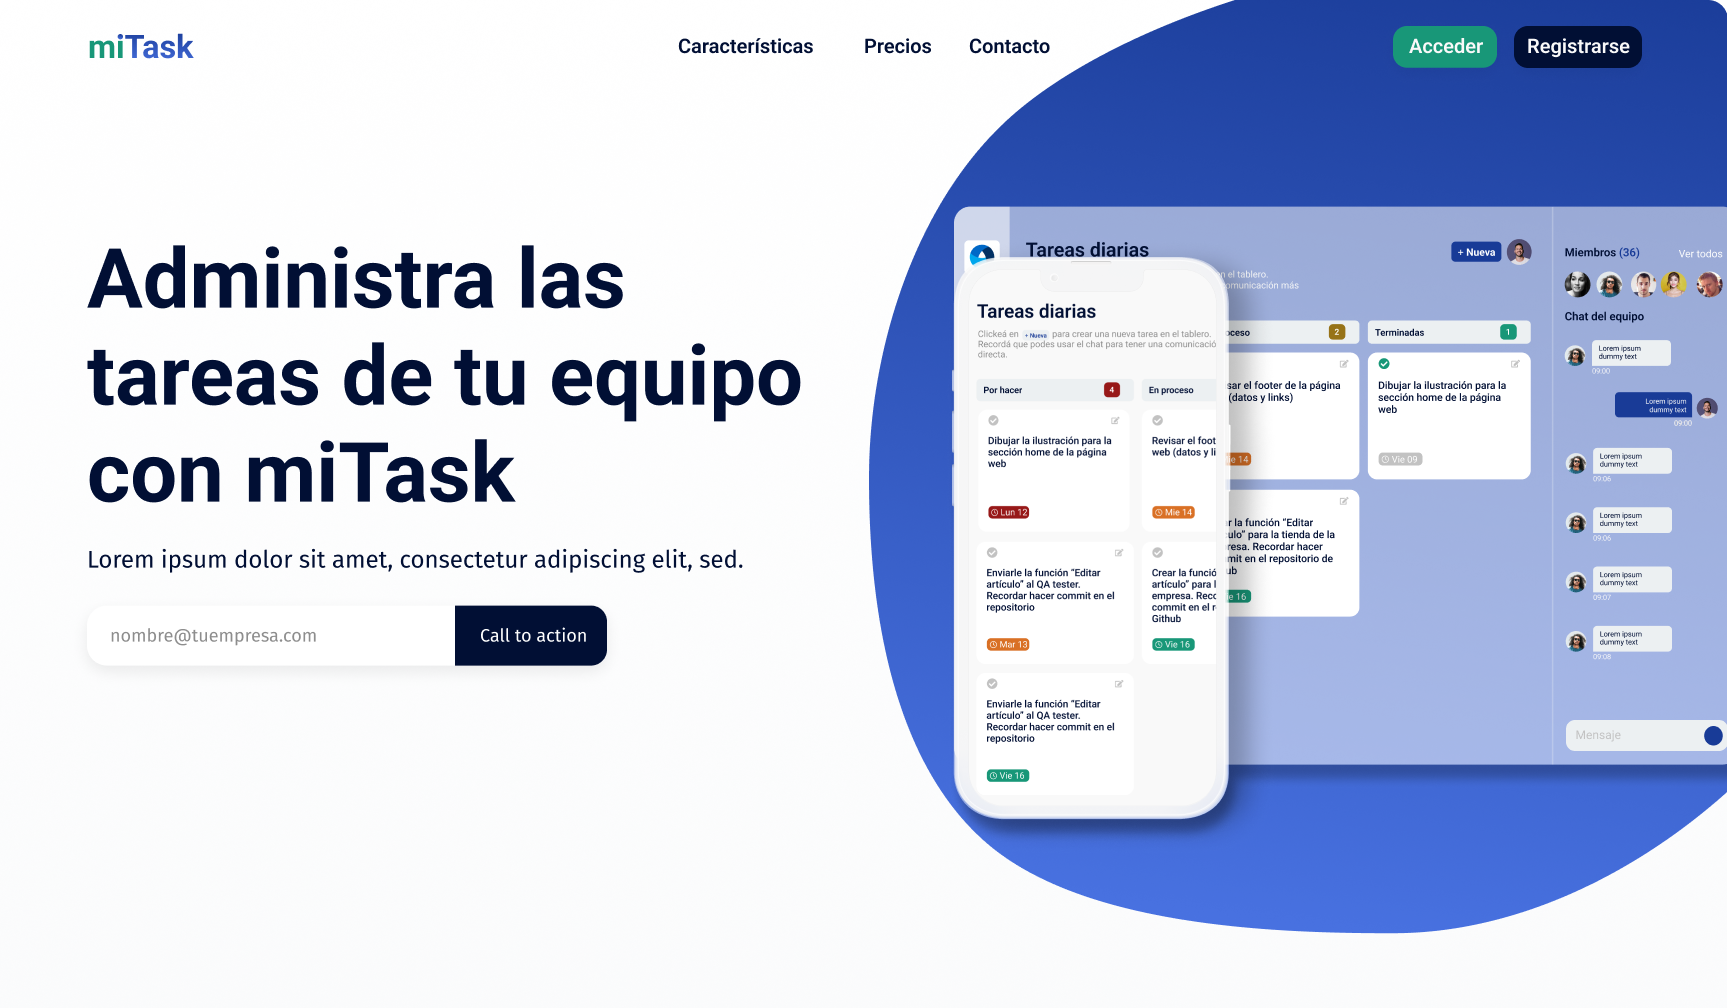 miTask
Características
Precios
Contacto
Acceder
Registrarse
Administra las
tareas de tu equipo
con miTask
Lorem ipsum dolor sit amet, consectetur adipiscing elit, sed.
nombre@tuempresa.com
Call to action
Tareas diarias
Clickeá en + Nueva para crear una nueva tarea en el tablero.
Recordá que podes usar el chat para tener una comunicació
directa.
Por hacer
4
En proceso
Dibujar la ilustración para la
sección home de la página
web
Lun 12
Revisar el foot
web (datos y li
Mie 14
Enviarle la función “Editar
artículo” al QA tester.
Recordar hacer commit en el
repositorio
Mar 13
Crear la funció
artículo” para l
empresa. Reco
commit en el r
Github
Vie 16
Enviarle la función “Editar
artículo” al QA tester.
Recordar hacer commit en el
repositorio
Vie 16
Tareas diarias
+ Nueva
en el tablero.
comunicación más
ceso
2
Terminadas
1
sar el footer de la página
(datos y links)
ie 14
Dibujar la ilustración para la
sección home de la página
web
Vie 09
r la función “Editar
culo” para la tienda de la
resa. Recordar hacer
mit en el repositorio de
ub
e 16
Miembros (36)
Ver todos
Chat del equipo
Lorem ipsum
dummy text
09:00
Lorem ipsum
dummy text
09:00
Lorem ipsum
dummy text
09:06
Lorem ipsum
dummy text
09:06
Lorem ipsum
dummy text
09:07
Lorem ipsum
dummy text
09:08
Mensaje